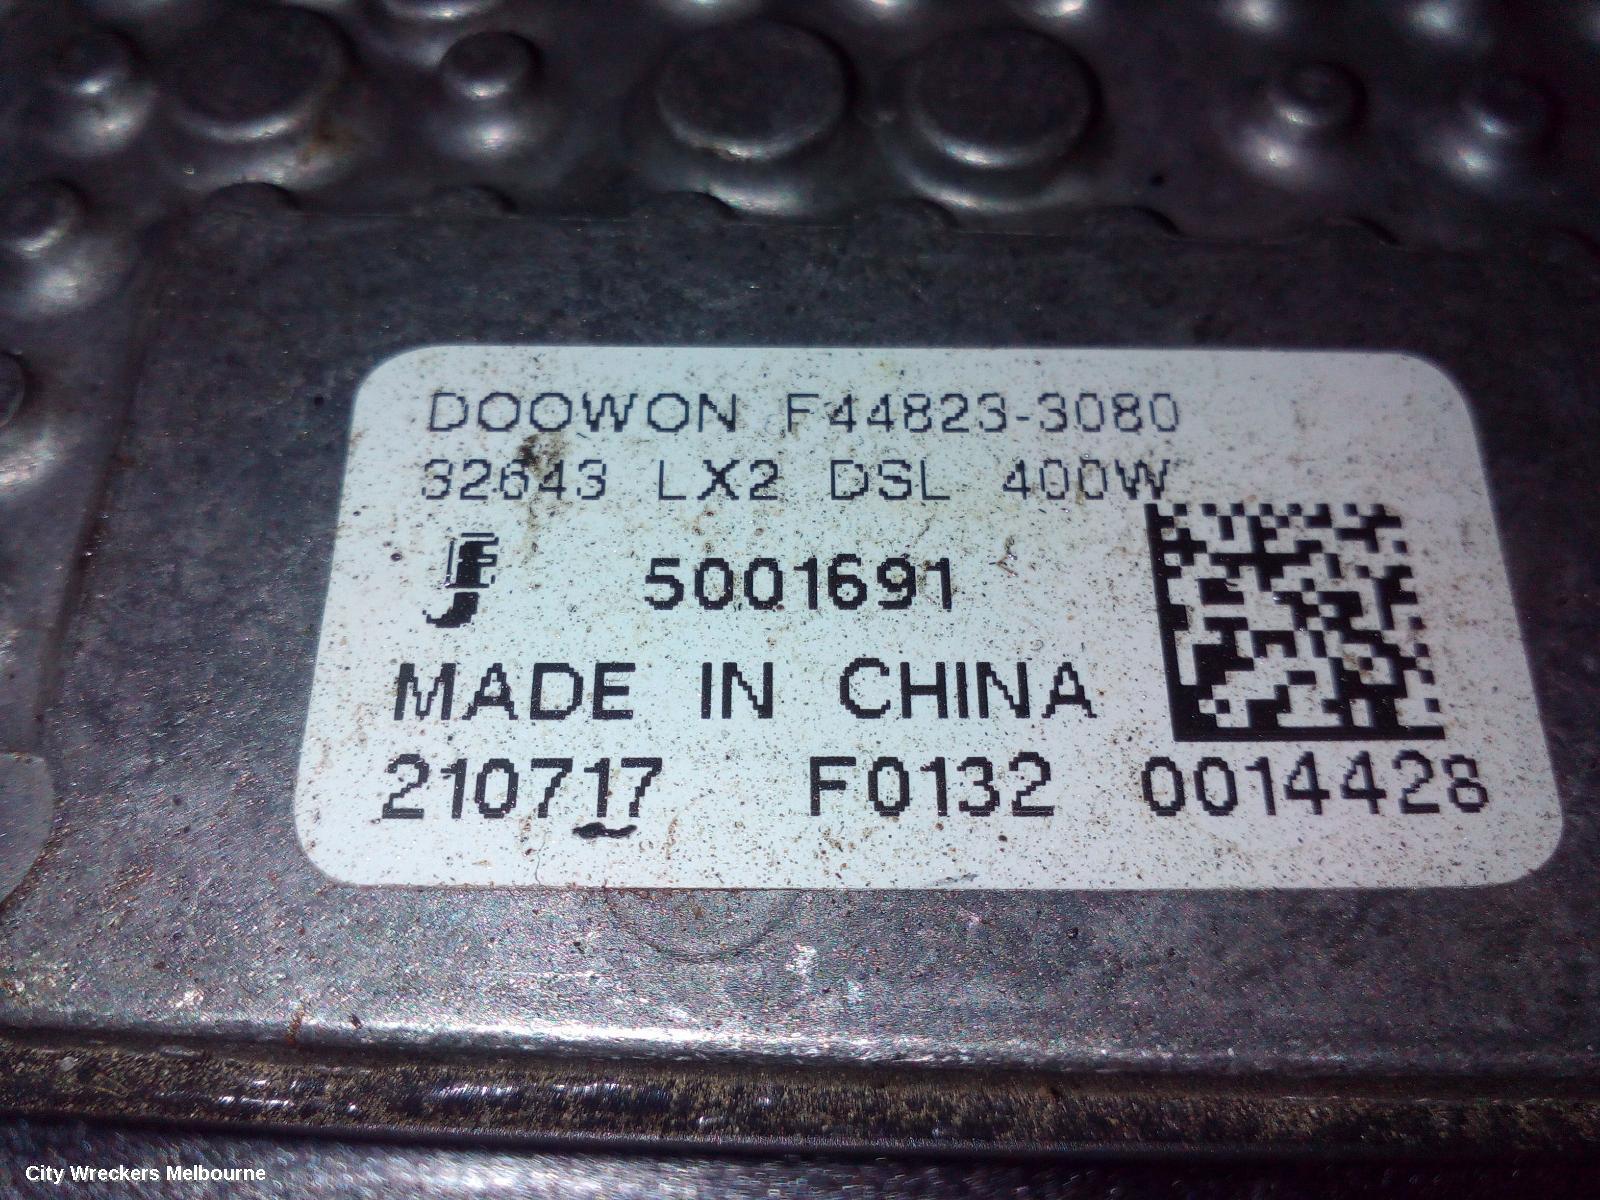 DOOWON F44823-3080
32643 LX2 DSL 400W
5001691
MADE IN CHINA
210717 F0132 0014428
City Wreckers Melbourne